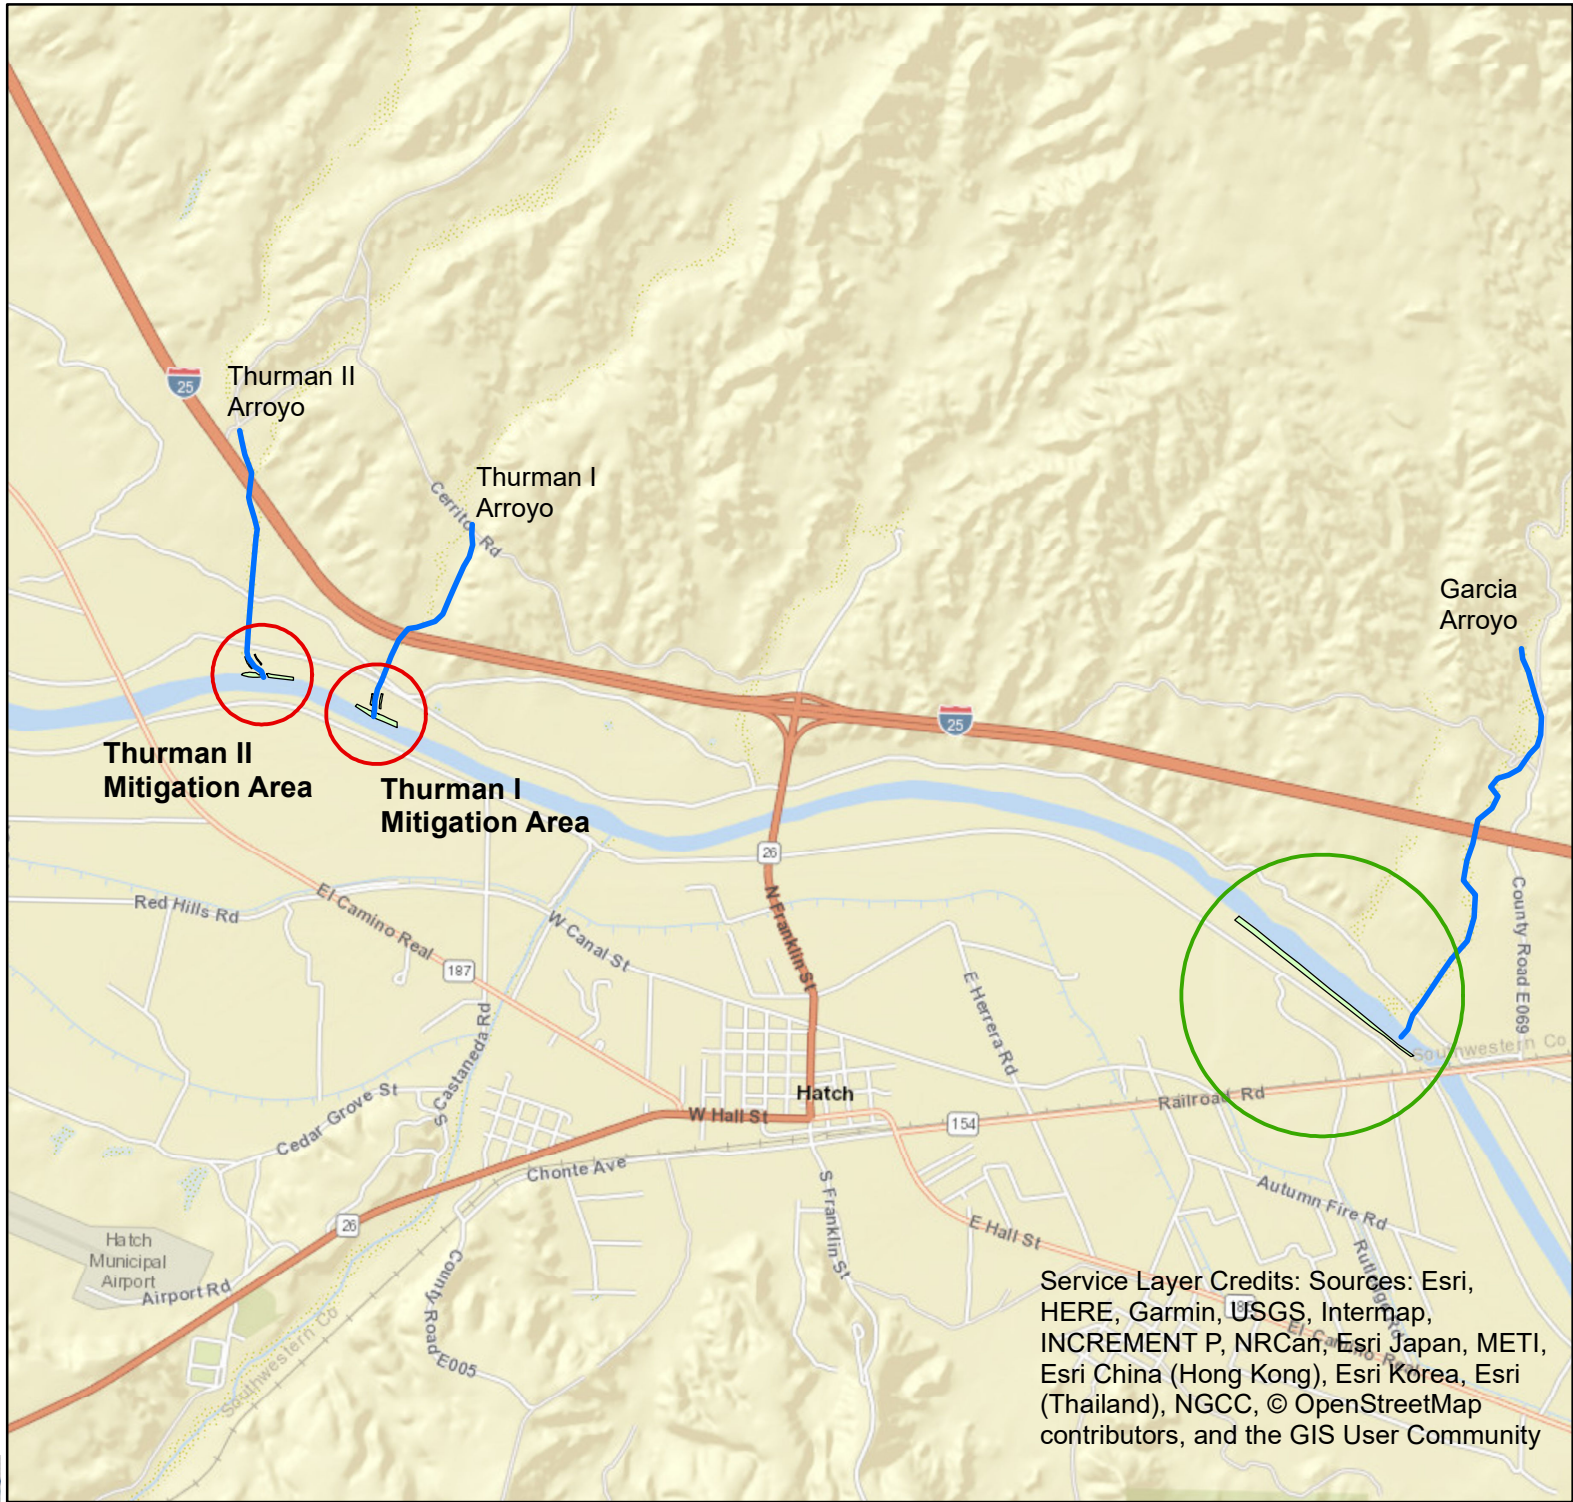 25
Thurman II
Arroyo
Thurman I
Arroyo
Cerrito Rd
Garcia
Arroyo
25
Thurman II
Mitigation Area
Thurman I
Mitigation Area
26
Red Hills Rd
El Camino Real
W Canal St
N Franklin St
187
E Herrera Rd
County Road E069
S Castaneda Rd
Southwestern Co
Hatch
Railroad Rd
Cedar Grove St
W Hall St
154
Chonte Ave
S Franklin St
Autumn Fire Rd
26
E Hall St
Hatch
Municipal
Airport
Airport Rd
County Road E005
Rutledge Rd
Southwestern Co
El Camino Real
Service Layer Credits: Sources: Esri,
HERE, Garmin, USGS, Intermap,
INCREMENT P, NRCan, Esri Japan, METI,
Esri China (Hong Kong), Esri Korea, Esri
(Thailand), NGCC, © OpenStreetMap
contributors, and the GIS User Community